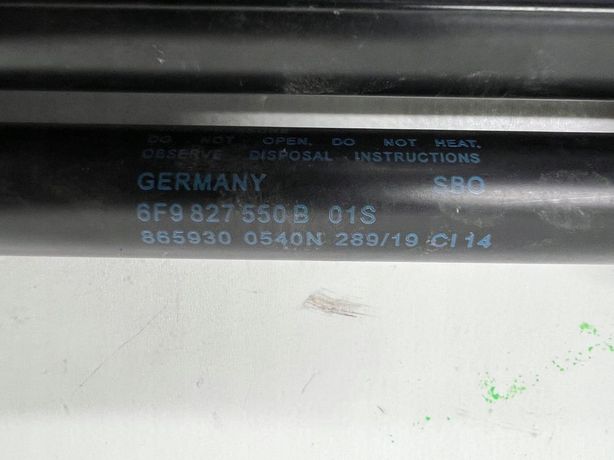 DO NOT OPEN. DO NOT HEAT.
OBSERVE DISPOSAL INSTRUCTIONS
GERMANY SBO
6F9 827 550 B 01S
865930 0540N 289/19 CI 14